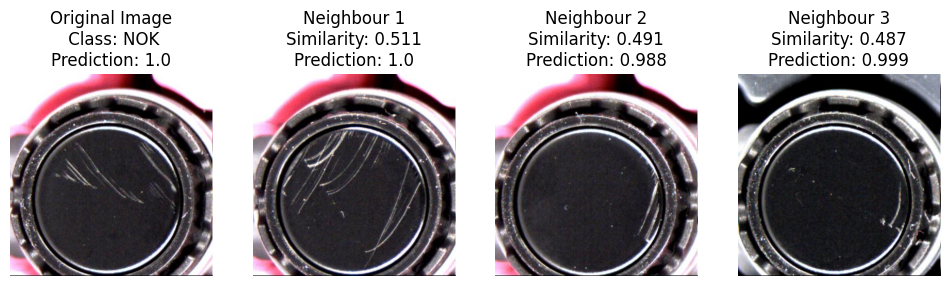 Original Image
Class: NOK
Prediction: 1.0
Neighbour 1
Similarity: 0.511
Prediction: 1.0
Neighbour 2
Similarity: 0.491
Prediction: 0.988
Neighbour 3
Similarity: 0.487
Prediction: 0.999